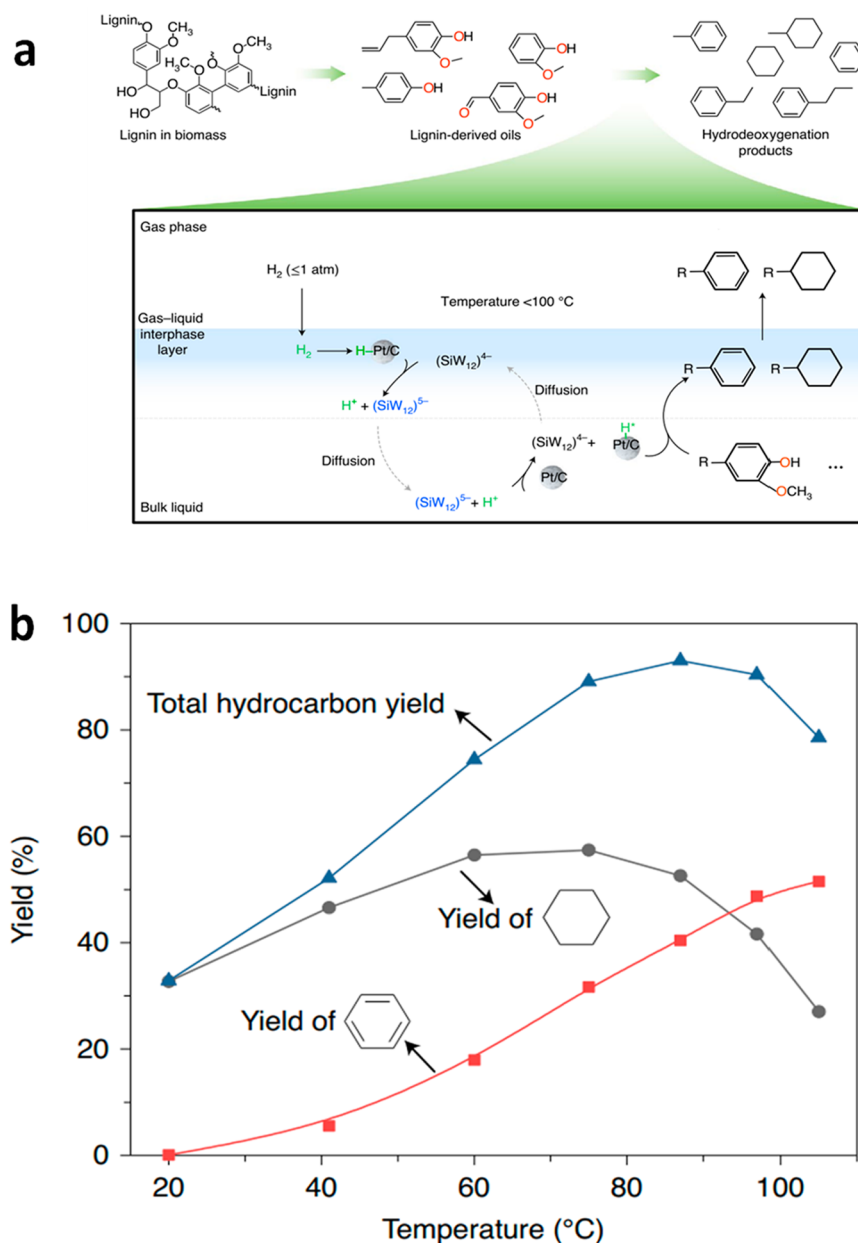 a
Lignin
O
OCH₃
OCH₃
H₃CO
O
HO
O
Lignin
HO
Lignin in biomass
OH
O
OH
O
OH
O
OH
O
Lignin-derived oils
Hydrodeoxygenation
products
Gas phase
H₂ (≤1 atm)
Temperature <100 °C
R
R
Gas–liquid
interphase
layer
H₂
H–Pt/C
(SiW₁₂)⁴⁻
R
R
H⁺ + (SiW₁₂)⁵⁻
Diffusion
Diffusion
H*
(SiW₁₂)⁴⁻ +
Pt/C
R
OH
OCH₃
...
Pt/C
(SiW₁₂)⁵⁻ + H⁺
Bulk liquid
b
100
80
60
40
20
0
Total hydrocarbon yield
Yield of
Yield of
Yield (%)
20 40 60 80 100
Temperature (°C)